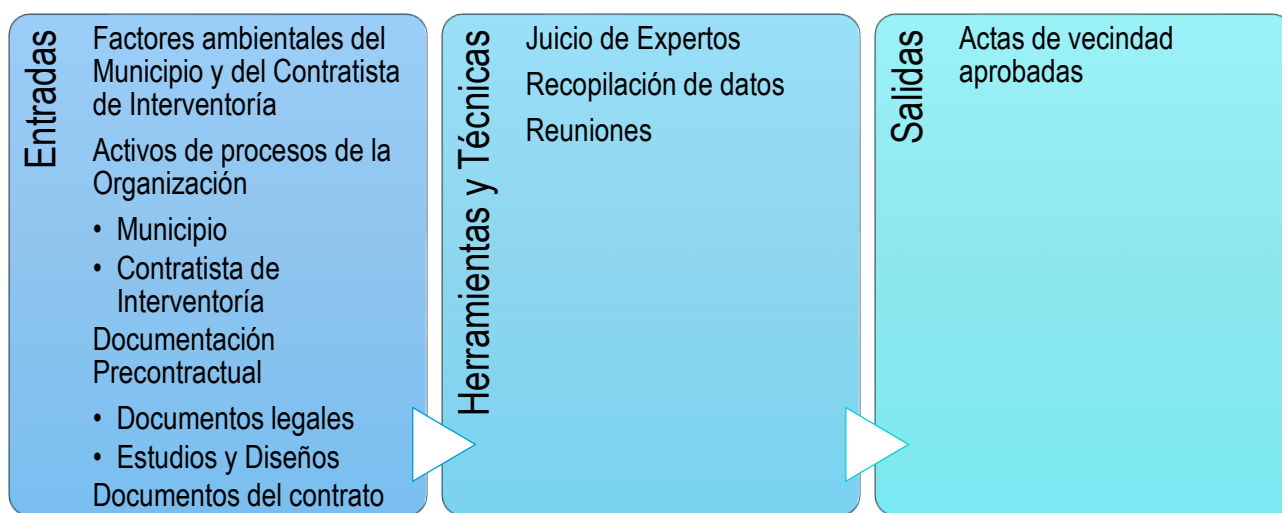 Entradas
Factores ambientales del
Municipio y del Contratista
de Interventoría
Activos de procesos de la
Organización
• Municipio
• Contratista de
Interventoría
Documentación
Precontractual
• Documentos legales
• Estudios y Diseños
Documentos del contrato
Herramientas y Técnicas
Juicio de Expertos
Recopilación de datos
Reuniones
Salidas
Actas de vecindad
aprobadas